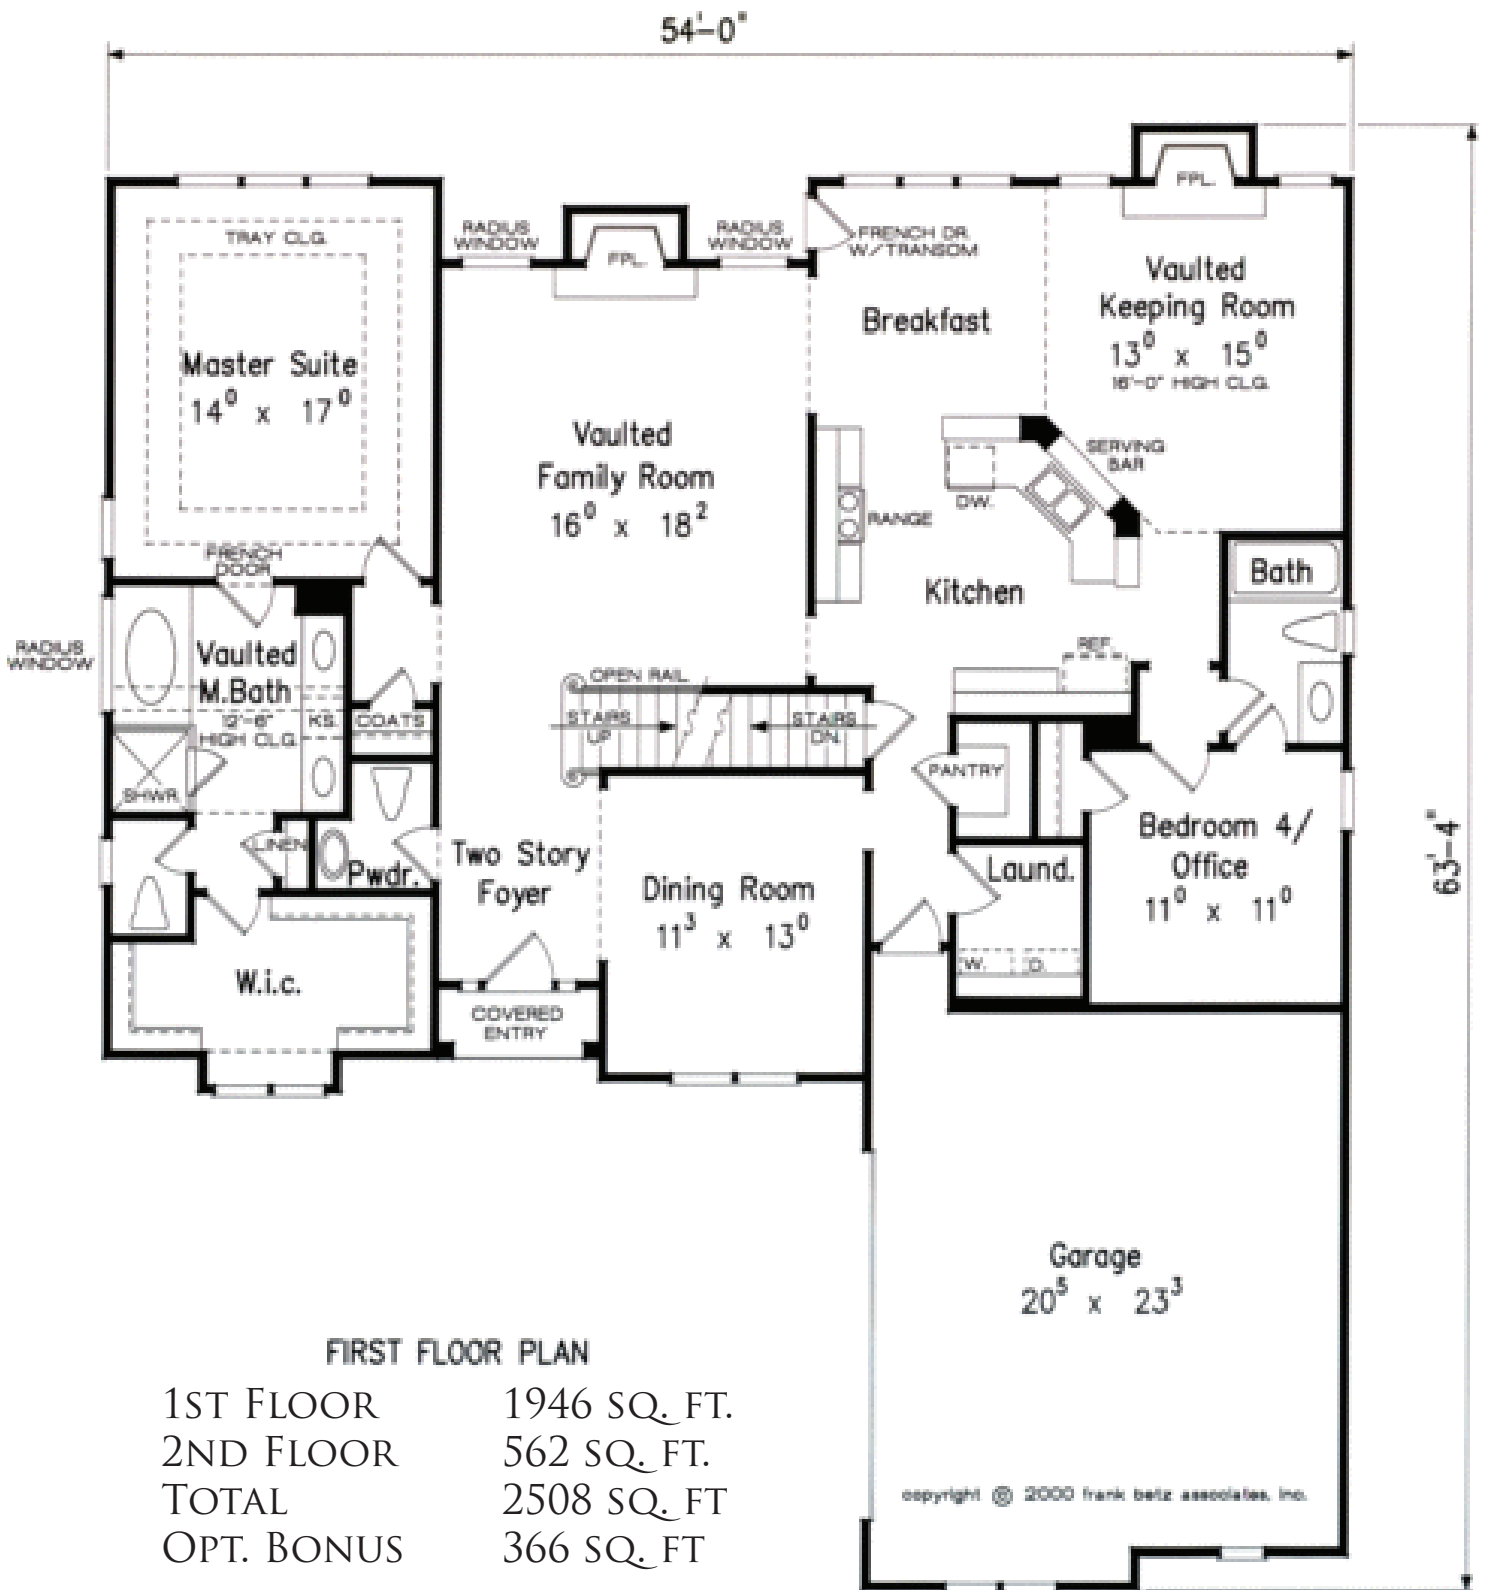 54'-0"
FPL.
RADIUS
WINDOW
FPL.
RADIUS
WINDOW
FRENCH DR.
W/TRANSOM
TRAY CLG.
Vaulted
Keeping Room
13⁰ x 15⁰
16'-0" HIGH CLG.
Breakfast
Master Suite
14⁰ x 17⁰
Vaulted
Family Room
16⁰ x 18²
SERVING
BAR
DW.
RANGE
FRENCH
DOOR
Kitchen
Bath
RADIUS
WINDOW
Vaulted
M.Bath
12'-6"
HIGH CLG.
KS.
COATS
REF.
OPEN RAIL
STAIRS
UP
STAIRS
DN.
SHWR.
PANTRY
LINEN
Pwdr.
Two Story
Foyer
Dining Room
11³ x 13⁰
Laund.
Bedroom 4/
Office
11⁰ x 11⁰
63'-4"
W. D.
W.i.c.
COVERED
ENTRY
Garage
20⁵ x 23³
FIRST FLOOR PLAN
1ST FLOOR 1946 SQ. FT.
2ND FLOOR 562 SQ. FT.
TOTAL 2508 SQ. FT
OPT. BONUS 366 SQ. FT
copyright © 2000 frank betz associates, inc.